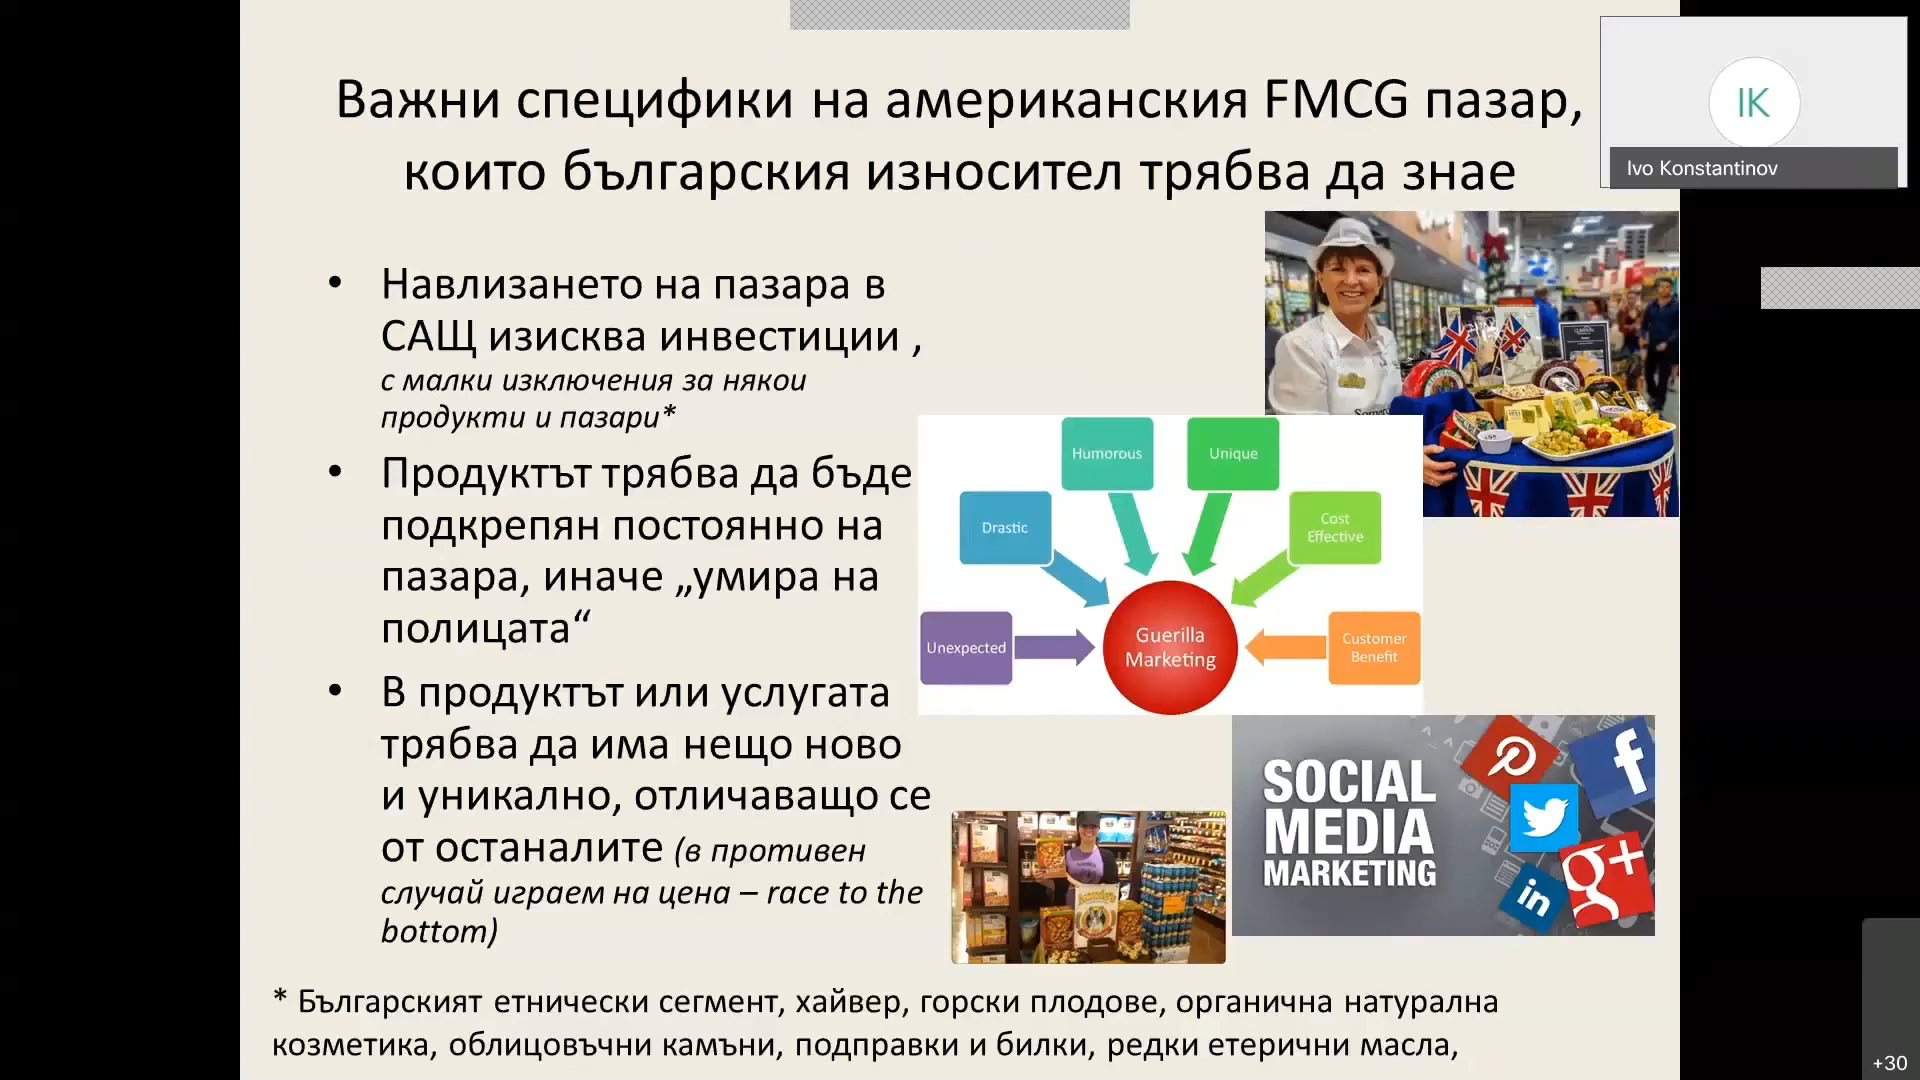 Важни специфики на американския FMCG пазар,
които българския износител трябва да знае
IK
Ivo Konstantinov
• Навлизането на пазара в
САЩ изисква инвестиции ,
с малки изключения за някои
продукти и пазари*
• Продуктът трябва да бъде
подкрепян постоянно на
пазара, иначе „умира на
полицата“
• В продуктът или услугата
трябва да има нещо ново
и уникално, отличаващо се
от останалите (в противен
случай играем на цена – race to the
bottom)
Humorous
Unique
Drastic
Cost
Effective
Unexpected
Guerilla
Marketing
Customer
Benefit
SOCIAL
MEDIA
MARKETING
f
in
g+
* Българският етнически сегмент, хайвер, горски плодове, органична натурална
козметика, облицовъчни камъни, подправки и билки, редки етерични масла,
+30